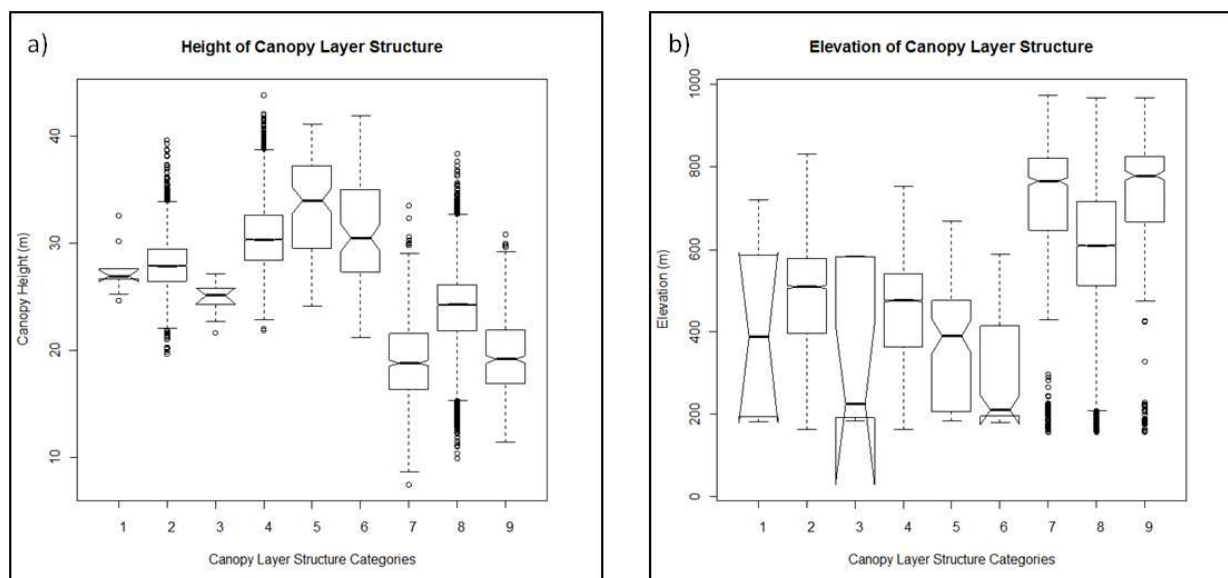 a)
Height of Canopy Layer Structure
Canopy Height (m)
40
30
20
10
1 2 3 4 5 6 7 8 9
Canopy Layer Structure Categories
b)
Elevation of Canopy Layer Structure
Elevation (m)
1000
800
600
400
200
0
1 2 3 4 5 6 7 8 9
Canopy Layer Structure Categories